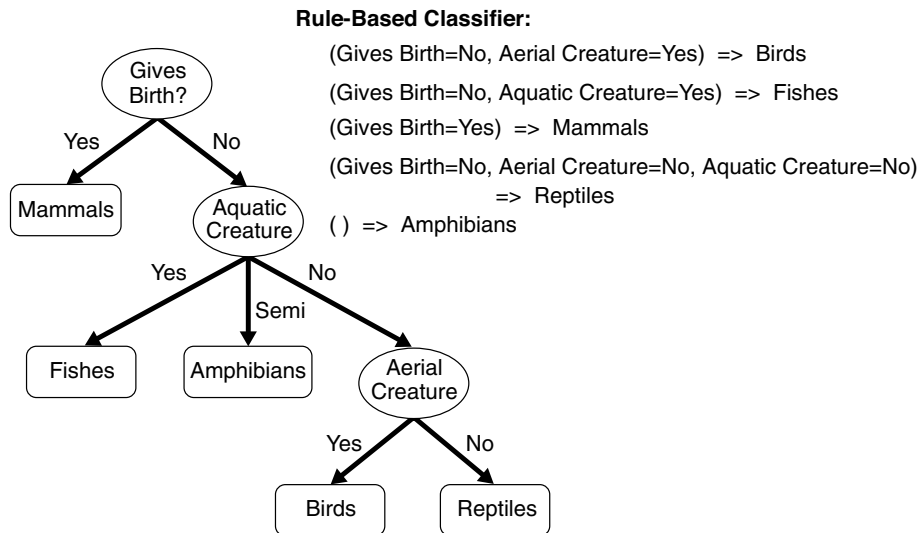 Rule-Based Classifier:
(Gives Birth=No, Aerial Creature=Yes) => Birds
(Gives Birth=No, Aquatic Creature=Yes) => Fishes
(Gives Birth=Yes) => Mammals
(Gives Birth=No, Aerial Creature=No, Aquatic Creature=No)
=> Reptiles
( ) => Amphibians
Gives
Birth?
Yes
No
Mammals
Aquatic
Creature
Yes
Semi
No
Fishes
Amphibians
Aerial
Creature
Yes
No
Birds
Reptiles